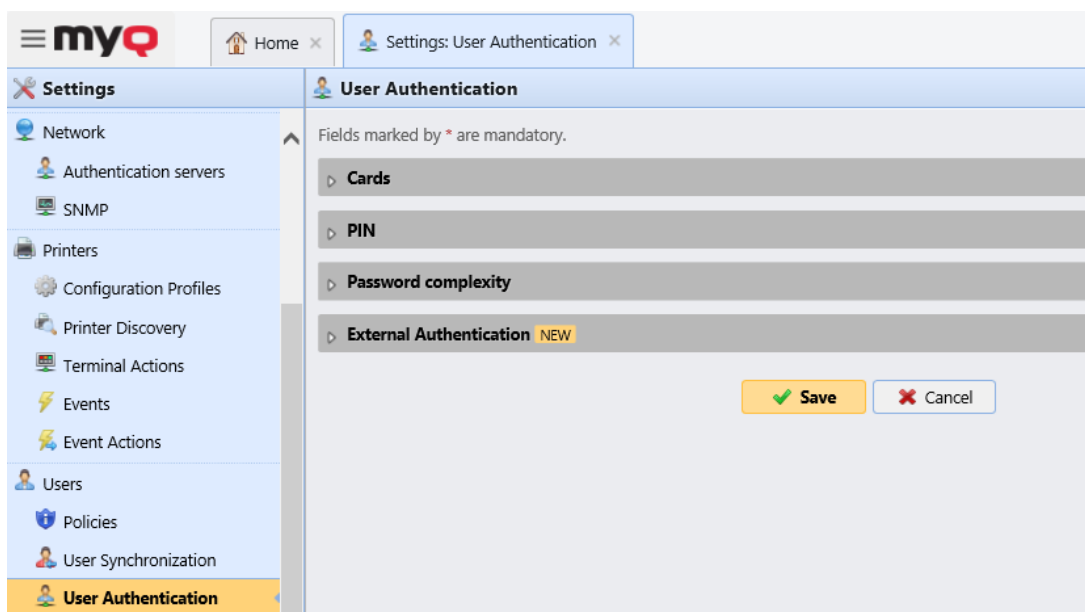 myQ
Home
Settings: User Authentication
Settings
User Authentication
Network
Authentication servers
SNMP
Printers
Configuration Profiles
Printer Discovery
Terminal Actions
Events
Event Actions
Users
Policies
User Synchronization
User Authentication
Fields marked by * are mandatory.
Cards
PIN
Password complexity
External Authentication NEW
Save
Cancel